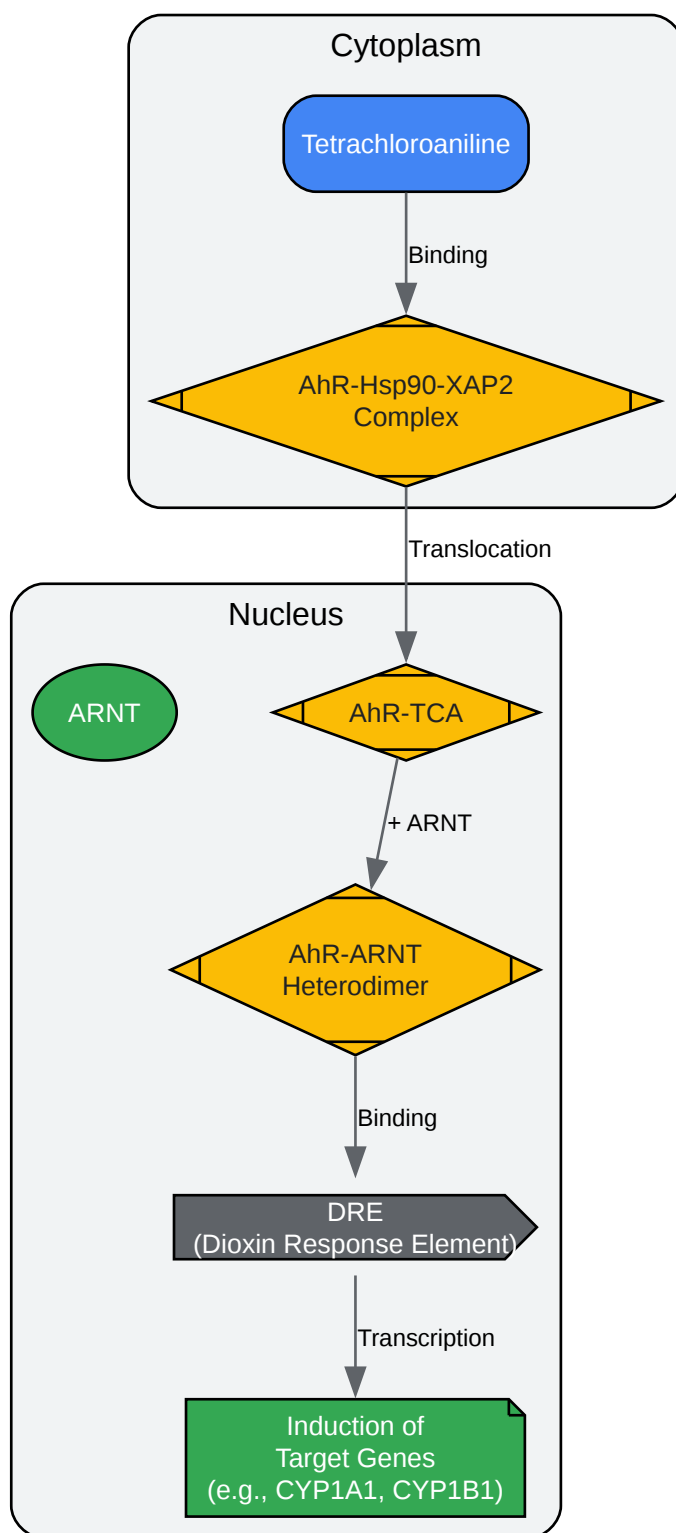 Cytoplasm
Tetrachloroaniline
Binding
AhR-Hsp90-XAP2
Complex
Translocation
Nucleus
ARNT
AhR-TCA
+ ARNT
AhR-ARNT
Heterodimer
Binding
DRE
(Dioxin Response Element)
Transcription
Induction of
Target Genes
(e.g., CYP1A1, CYP1B1)